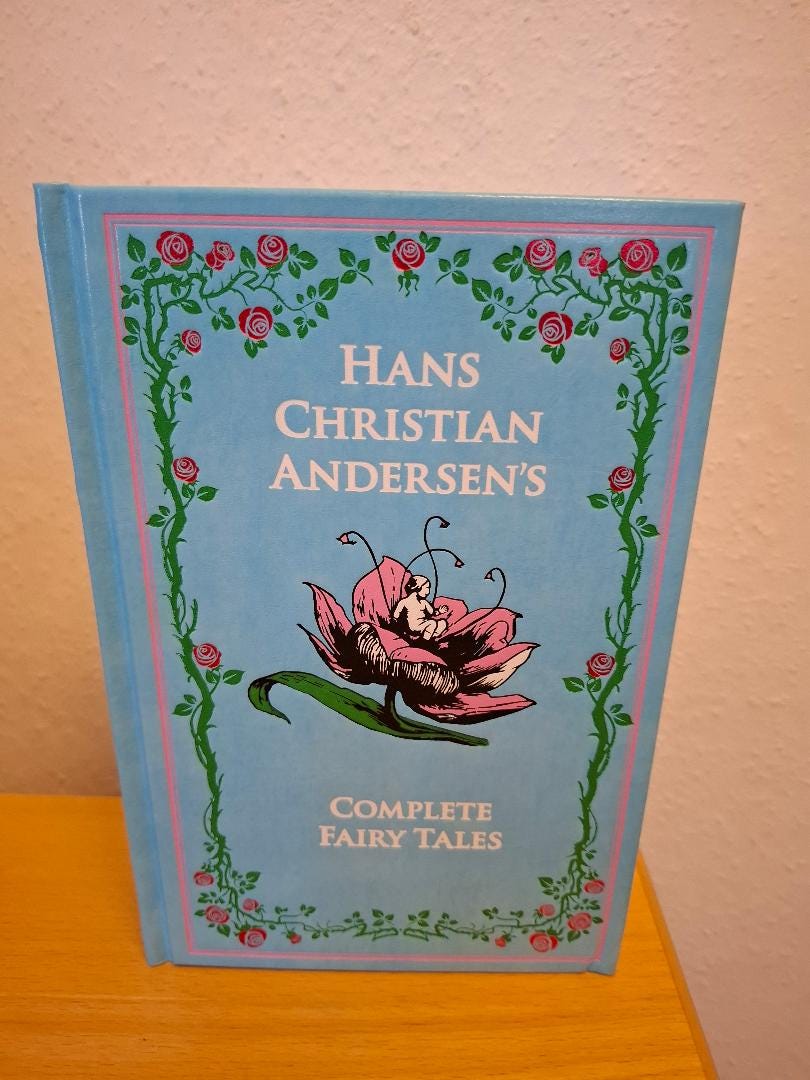 HANS
CHRISTIAN
ANDERSEN'S
COMPLETE
FAIRY TALES